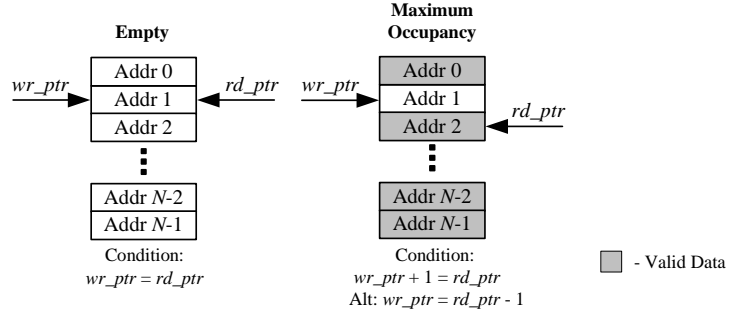 Empty
wr_ptr
Addr 0
Addr 1
Addr 2
rd_ptr
Addr N-2
Addr N-1
Condition:
wr_ptr = rd_ptr
Maximum
Occupancy
wr_ptr
Addr 0
Addr 1
Addr 2
rd_ptr
Addr N-2
Addr N-1
Condition:
wr_ptr + 1 = rd_ptr
Alt: wr_ptr = rd_ptr - 1
- Valid Data